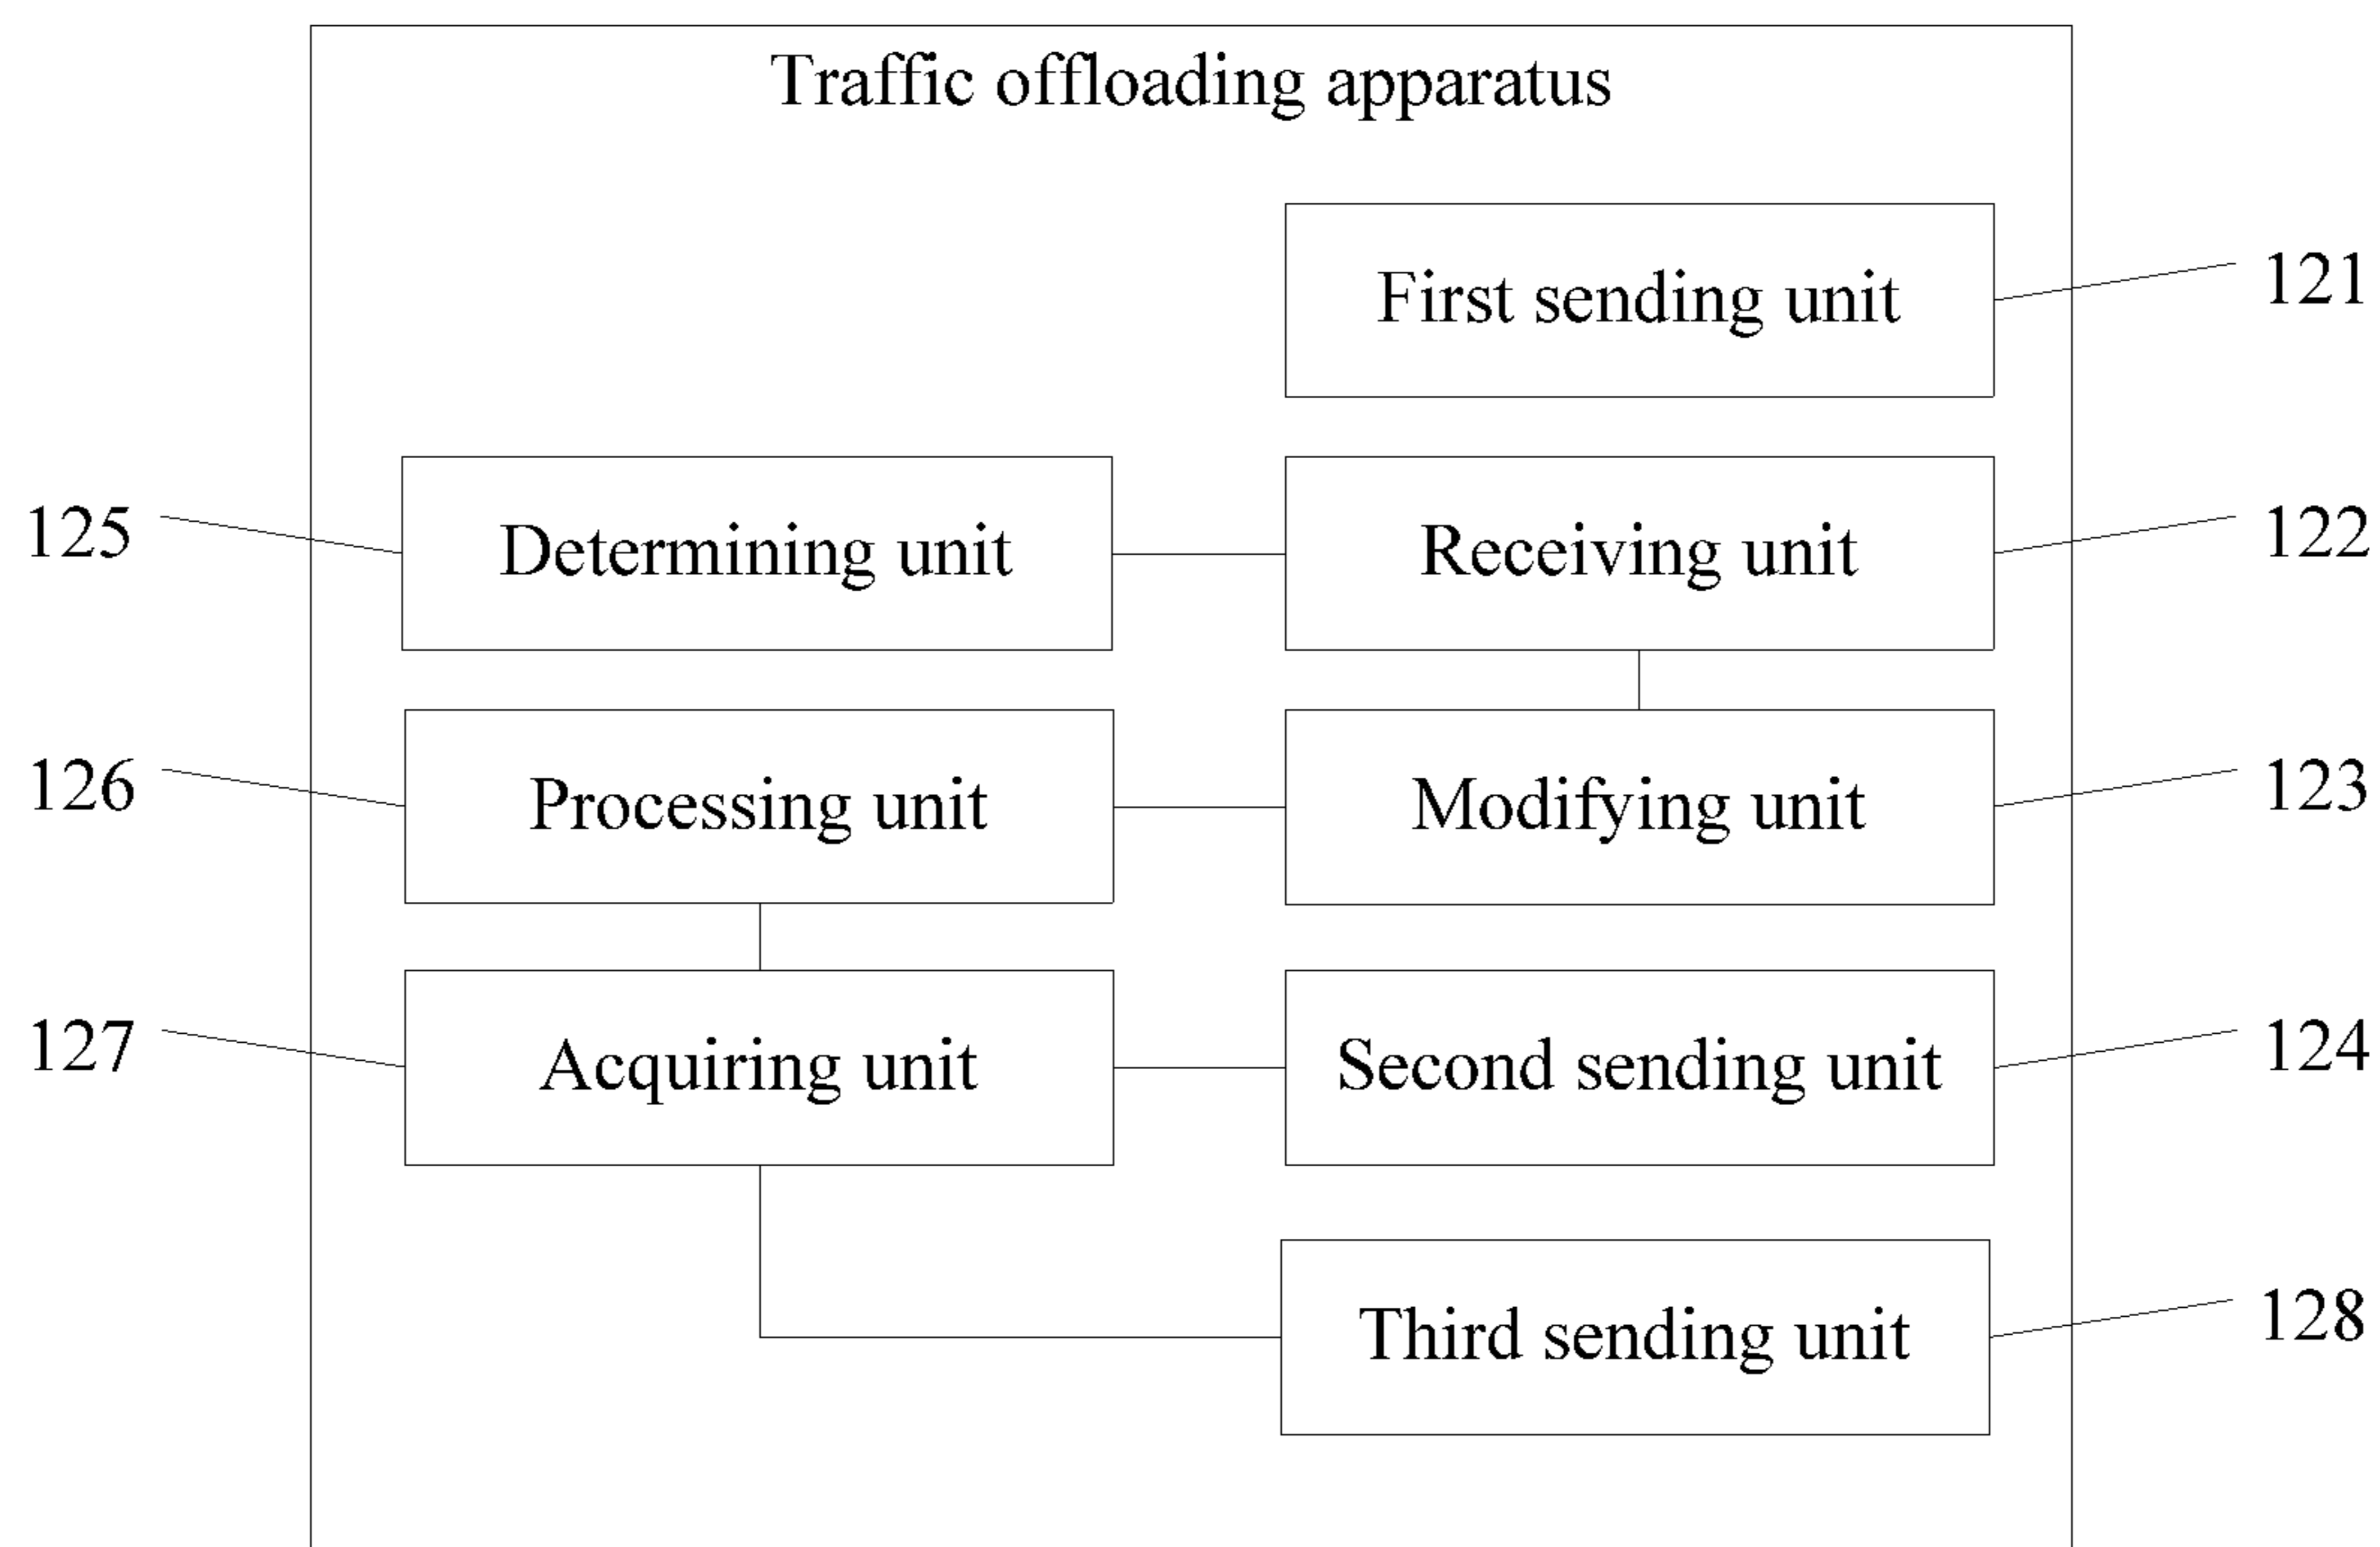 Traffic offloading apparatus
First sending unit
121
125
Determining unit
Receiving unit
122
126
Processing unit
Modifying unit
123
127
Acquiring unit
Second sending unit
124
Third sending unit
128